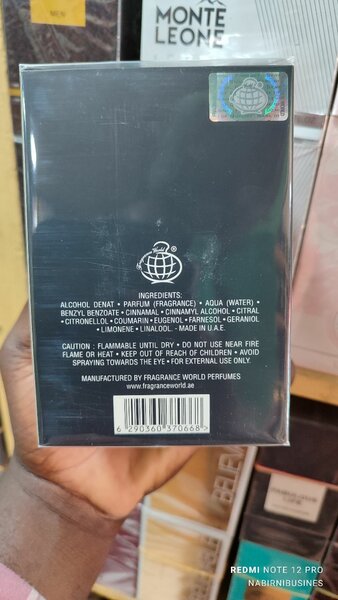 MEN
MONTE
LEONE
World
®
INGREDIENTS:
ALCOHOL DENAT • PARFUM (FRAGRANCE) • AQUA (WATER) •
BENZYL BENZOATE • CINNAMAL • CINNAMYL ALCOHOL • CITRAL
• CITRONELLOL • COUMARIN • EUGENOL • FARNESOL • GERANIOL
• LIMONENE • LINALOOL. - MADE IN U.A.E.
CAUTION : FLAMMABLE UNTIL DRY • DO NOT USE NEAR FIRE
FLAME OR HEAT • KEEP OUT OF REACH OF CHILDREN • AVOID
SPRAYING TOWARDS THE EYE • FOR EXTERNAL USE ONLY.
MANUFACTURED BY FRAGRANCE WORLD PERFUMES
www.fragranceworld.ae
6 290360 370668>
FABULOUS
REDMI NOTE 12 PRO
NABIRNIBUSINES